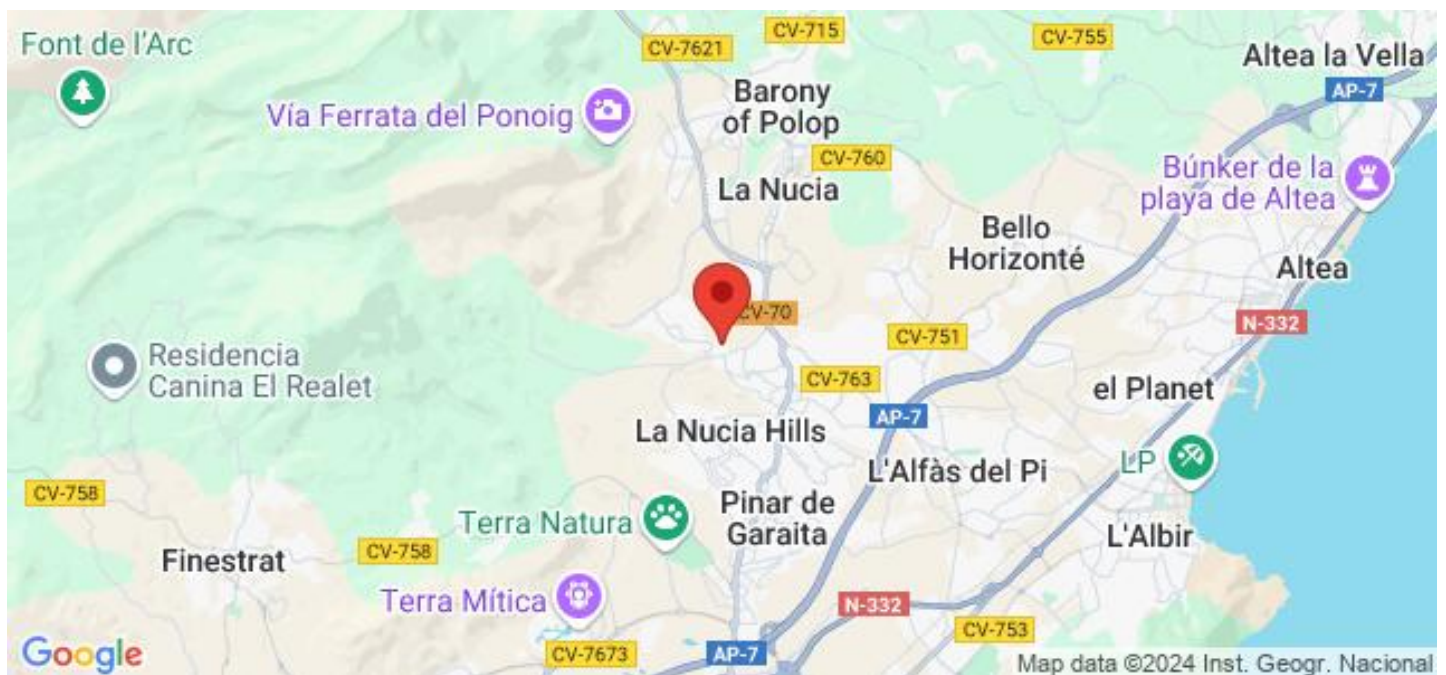 Font de l'Arc
CV-7621
CV-715
CV-755
Altea la Vella
AP-7
Vía Ferrata del Ponoig
Barony
of Polop
CV-760
La Nucia
Búnker de la
playa de Altea
Bello
Horizonté
Altea
CV-70
N-332
CV-751
Residencia
Canina El Realet
CV-763
el Planet
AP-7
La Nucia Hills
L'Alfàs del Pi
LP
CV-758
Terra Natura
Pinar de
Garaita
L'Albir
Finestrat
CV-758
Terra Mítica
N-332
CV-753
Google
CV-7673
AP-7
Map data ©2024 Inst. Geogr. Nacional